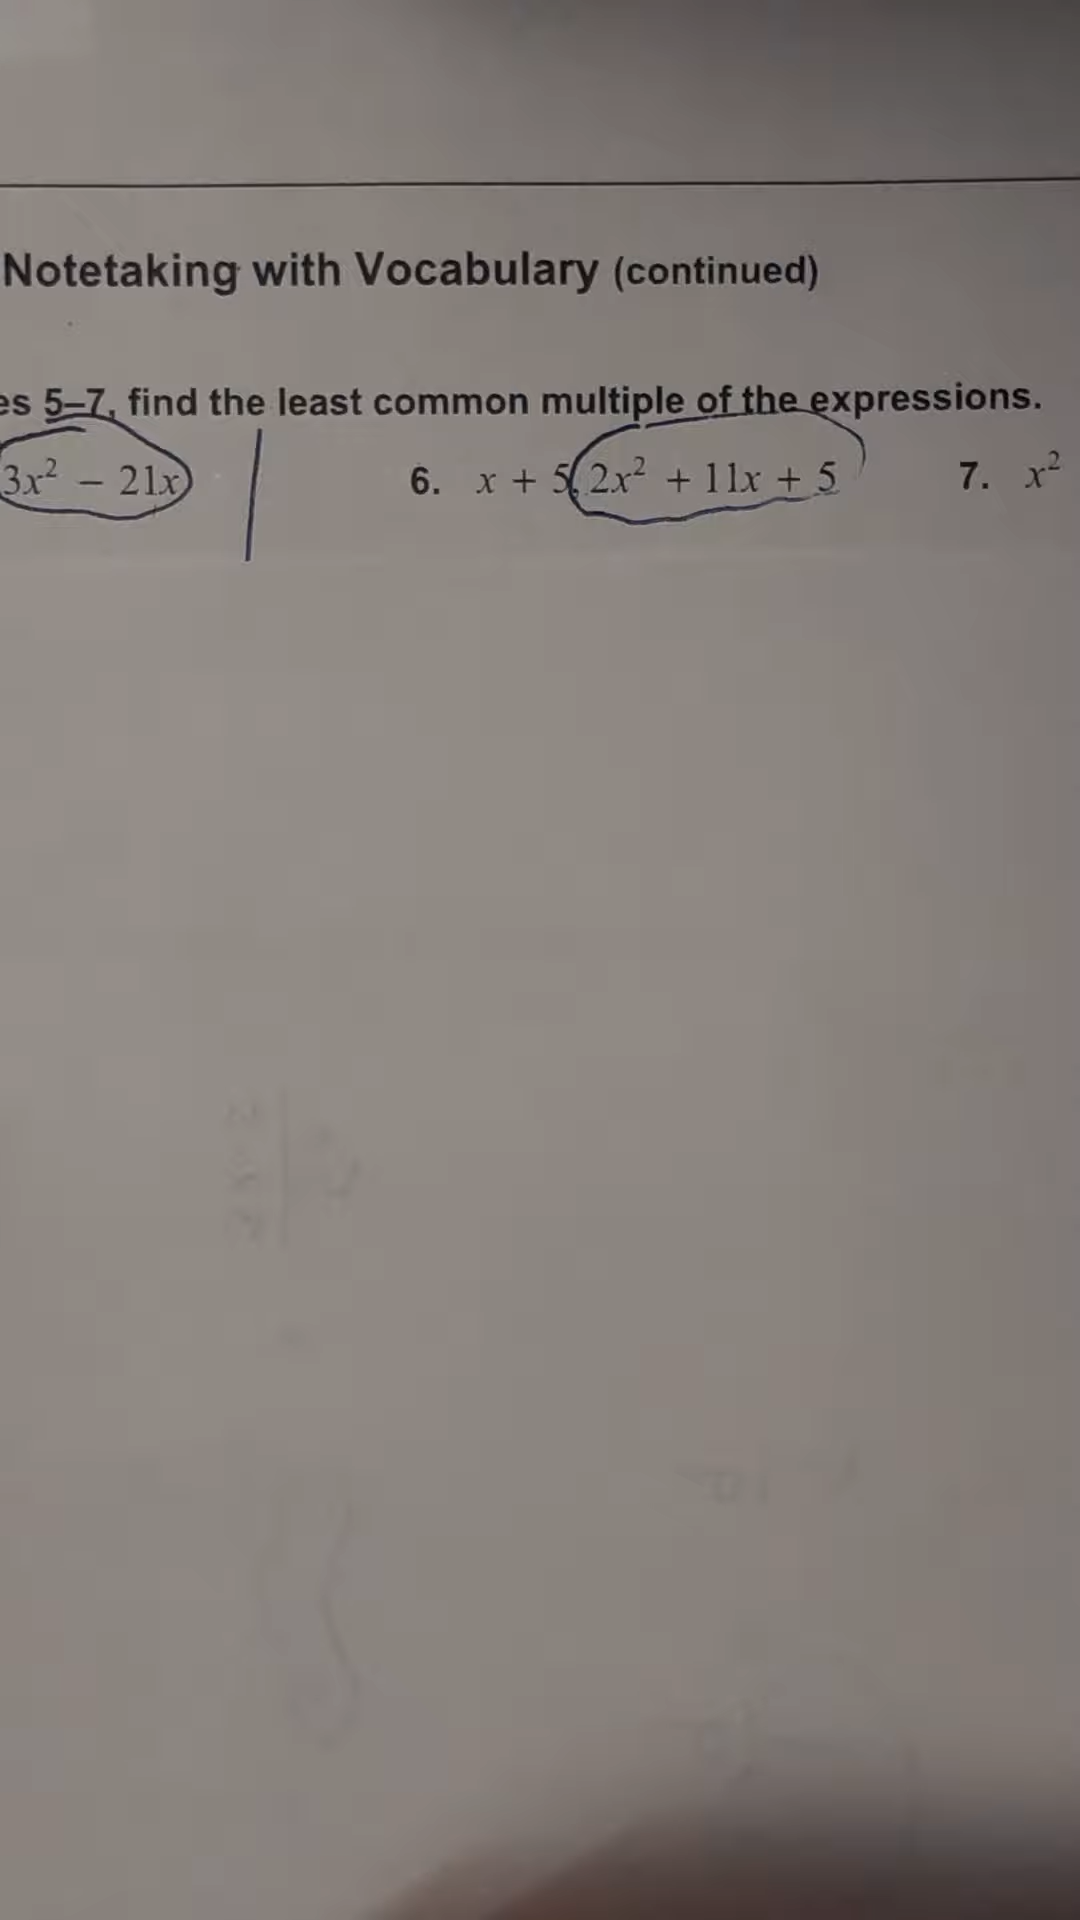 Notetaking with Vocabulary (continued)
es 5–7, find the least common multiple of the expressions.
3x² − 21x 6. x + 5, 2x² + 11x + 5 7. x²